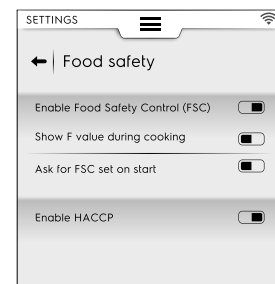 SETTINGS
Food safety
Enable Food Safety Control (FSC)
Show F value during cooking
Ask for FSC set on start
Enable HACCP